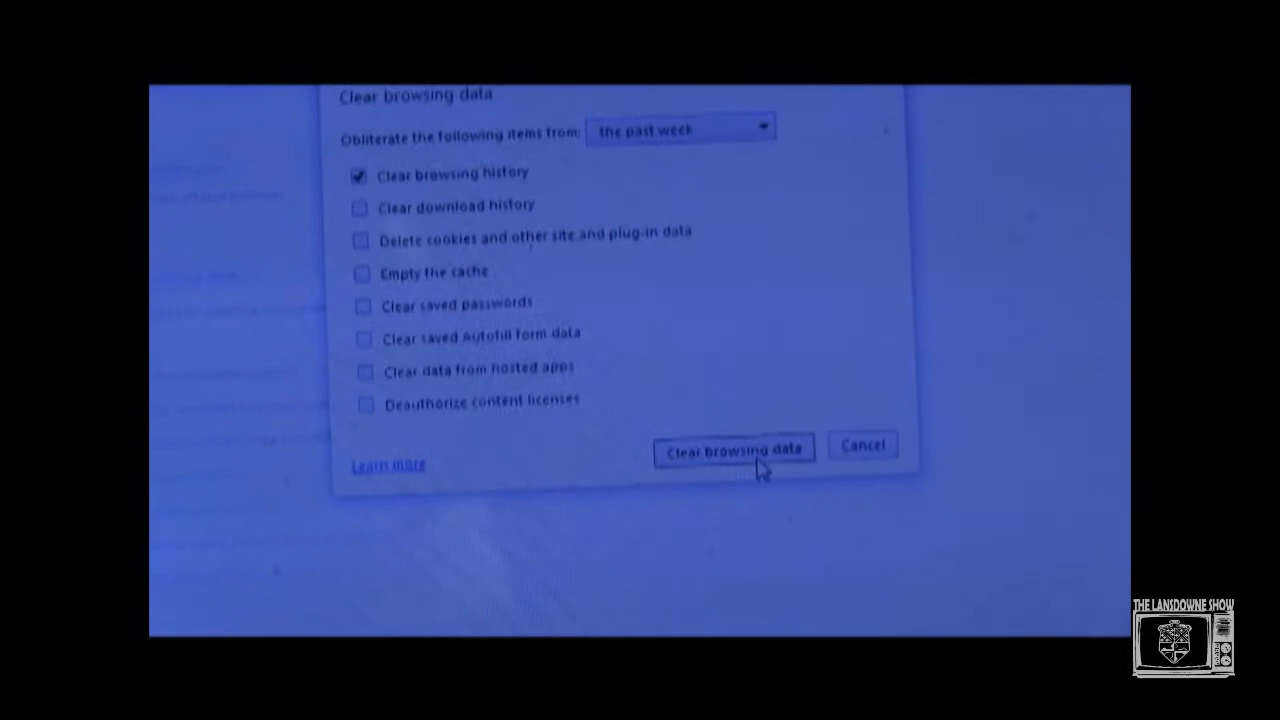 Clear browsing data
Obliterate the following items from: the past week
Clear browsing history
Clear download history
Delete cookies and other site and plug-in data
Empty the cache
Clear saved passwords
Clear saved Autofill form data
Clear data from hosted apps
Deauthorize content licenses
Learn more
Clear browsing data
Cancel
THE LANSDOWNE SHOW